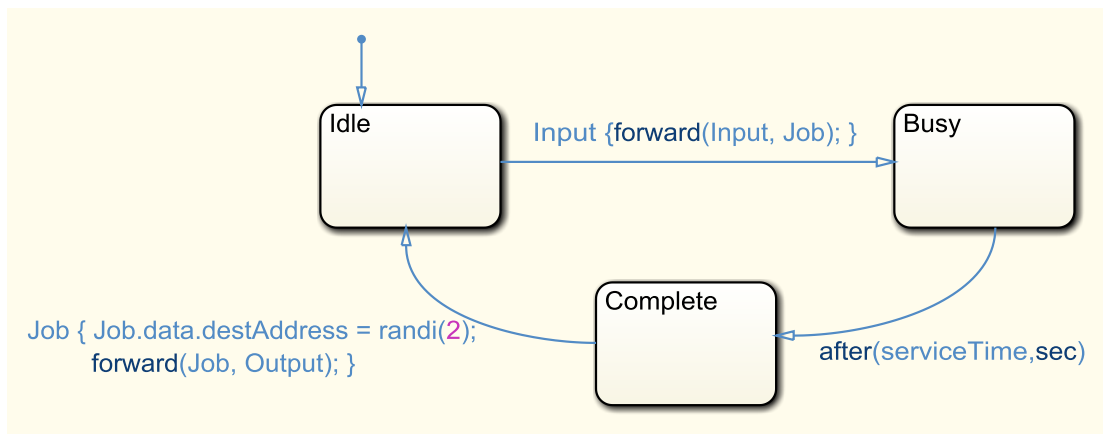 Idle
Input {forward(Input, Job); }
Busy
Complete
Job { Job.data.destAddress = randi(2);
forward(Job, Output); }
after(serviceTime,sec)